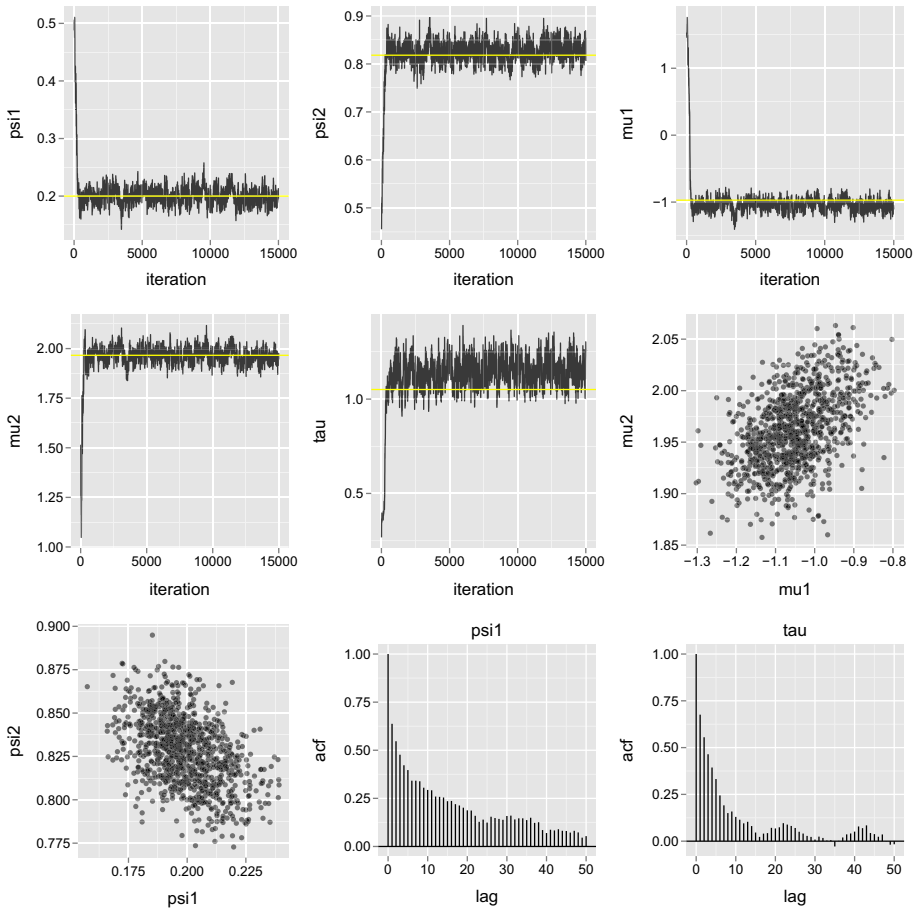 psi1
0.5
0.4
0.3
0.2
0 5000 10000 15000
iteration
psi2
0.9
0.8
0.7
0.6
0.5
0 5000 10000 15000
iteration
mu1
1
0
−1
0 5000 10000 15000
iteration
mu2
2.00
1.75
1.50
1.25
1.00
0 5000 10000 15000
iteration
tau
1.0
0.5
0 5000 10000 15000
iteration
mu2
2.05
2.00
1.95
1.90
1.85
−1.3 −1.2 −1.1 −1.0 −0.9 −0.8
mu1
psi2
0.900
0.875
0.850
0.825
0.800
0.775
0.175 0.200 0.225
psi1
psi1
acf
1.00
0.75
0.50
0.25
0.00
0 10 20 30 40 50
lag
tau
acf
1.00
0.75
0.50
0.25
0.00
0 10 20 30 40 50
lag